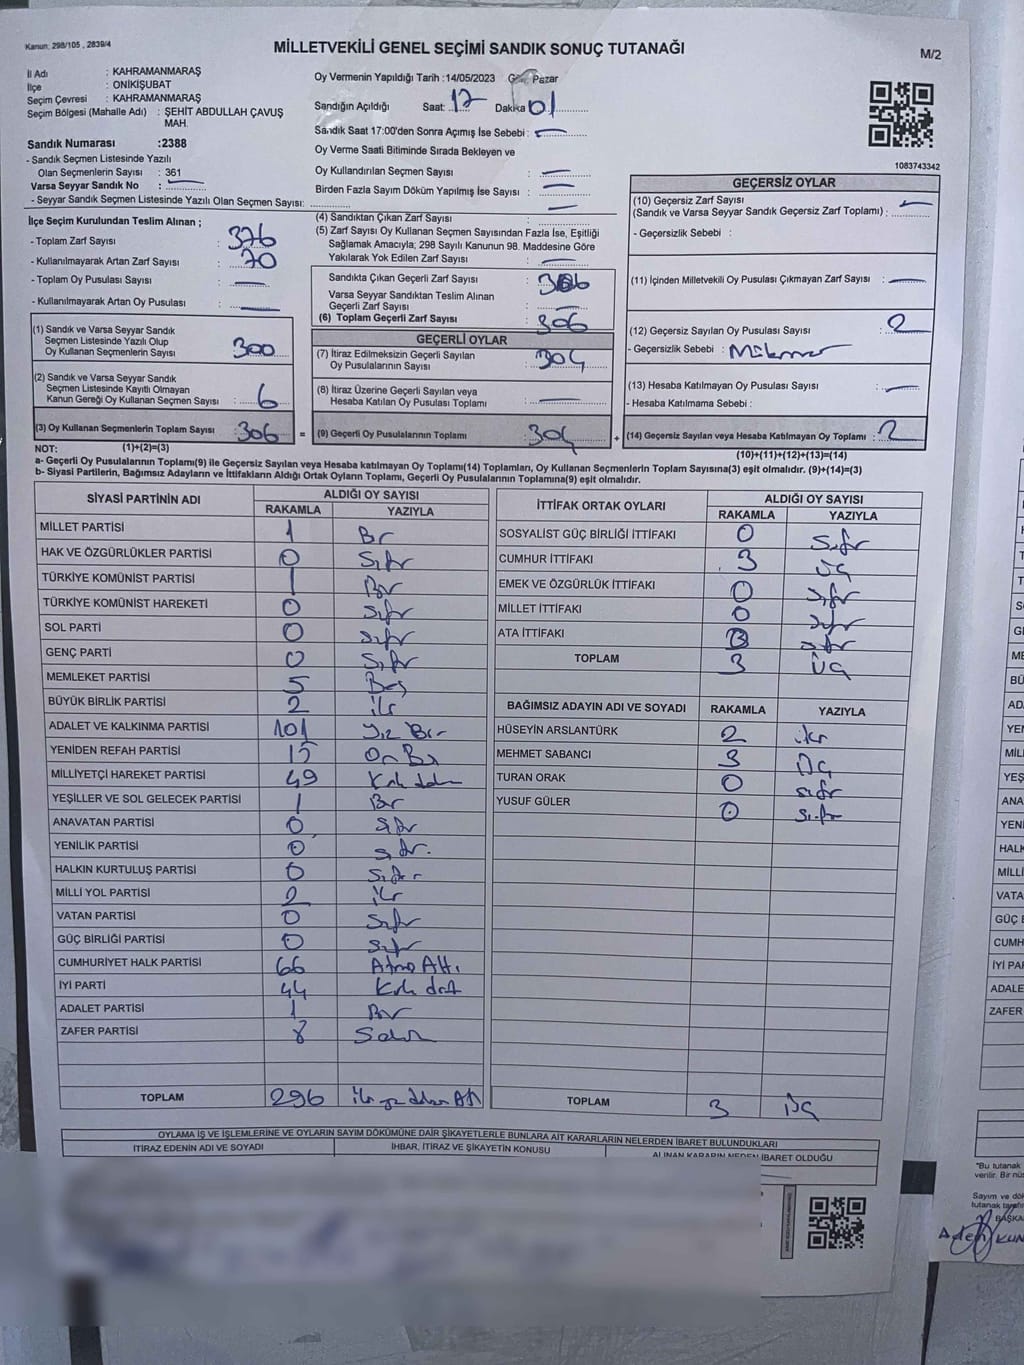 Kanun: 298/105 , 2839/4
MİLLETVEKİLİ GENEL SEÇİMİ SANDIK SONUÇ TUTANAĞI
M/2
İl Adı : KAHRAMANMARAŞ
İlçe : ONİKİŞUBAT
Seçim Çevresi : KAHRAMANMARAŞ
Seçim Bölgesi (Mahalle Adı) : ŞEHİT ABDULLAH ÇAVUŞ MAH.
Sandık Numarası :2388
- Sandık Seçmen Listesinde Yazılı
Olan Seçmenlerin Sayısı : 361
Varsa Seyyar Sandık No : —
- Seyyar Sandık Seçmen Listesinde Yazılı Olan Seçmen Sayısı: —
Oy Vermenin Yapıldığı Tarih :14/05/2023 Pazar
Sandığın Açıldığı Saat: 17 Dakika 01
Sandık Saat 17:00'den Sonra Açımış İse Sebebi : —
Oy Verme Saati Bitiminde Sırada Bekleyen ve
Oy Kullandırılan Seçmen Sayısı : —
Birden Fazla Sayım Döküm Yapılmış İse Sayısı : —
1083743342
İlçe Seçim Kurulundan Teslim Alınan ;
- Toplam Zarf Sayısı : 376
- Kullanılmayarak Artan Zarf Sayısı : 70
- Toplam Oy Pusulası Sayısı : —
- Kullanılmayarak Artan Oy Pusulası : —
(1) Sandık ve Varsa Seyyar Sandık
Seçmen Listesinde Yazılı Olup
Oy Kullanan Seçmenlerin Sayısı : 300
(2) Sandık ve Varsa Seyyar Sandık
Seçmen Listesinde Kayıtlı Olmayan
Kanun Gereği Oy Kullanan Seçmen Sayısı : 6
(3) Oy Kullanan Seçmenlerin Toplam Sayısı : 306 =
(1)+(2)=(3)
(4) Sandıktan Çıkan Zarf Sayısı :
(5) Zarf Sayısı Oy Kullanan Seçmen Sayısından Fazla İse, Eşitliği
Sağlamak Amacıyla; 298 Sayılı Kanunun 98. Maddesine Göre
Yakılarak Yok Edilen Zarf Sayısı : —
Sandıkta Çıkan Geçerli Zarf Sayısı : 306
Varsa Seyyar Sandıktan Teslim Alınan
Geçerli Zarf Sayısı : —
(6) Toplam Geçerli Zarf Sayısı : 306
GEÇERLİ OYLAR
(7) İtiraz Edilmeksizin Geçerli Sayılan
Oy Pusulalarının Sayısı : 304
(8) İtiraz Üzerine Geçerli Sayılan veya
Hesaba Katılan Oy Pusulası Toplamı : —
(9) Geçerli Oy Pusulalarının Toplamı : 304 +
GEÇERSİZ OYLAR
(10) Geçersiz Zarf Sayısı
(Sandık ve Varsa Seyyar Sandık Geçersiz Zarf Toplamı) : —
- Geçersizlik Sebebi :
(11) İçinden Milletvekili Oy Pusulası Çıkmayan Zarf Sayısı : —
(12) Geçersiz Sayılan Oy Pusulası Sayısı : 2
- Geçersizlik Sebebi :
(13) Hesaba Katılmayan Oy Pusulası Sayısı : —
- Hesaba Katılmama Sebebi :
(14) Geçersiz Sayılan veya Hesaba Katılmayan Oy Toplamı : 2
(10)+(11)+(12)+(13)=(14)
NOT:
a- Geçerli Oy Pusulalarının Toplamı(9) ile Geçersiz Sayılan veya Hesaba katılmayan Oy Toplamı(14) Toplamları, Oy Kullanan Seçmenlerin Toplam Sayısına(3) eşit olmalıdır. (9)+(14)=(3)
b- Siyasi Partilerin, Bağımsız Adayların ve İttifakların Aldığı Ortak Oyların Toplamı, Geçerli Oy Pusulalarının Toplamına(9) eşit olmalıdır.
SİYASİ PARTİNİN ADI ALDIĞI OY SAYISI
RAKAMLA YAZIYLA
MİLLET PARTİSİ 1 Bir
HAK VE ÖZGÜRLÜKLER PARTİSİ 0 Sıfır
TÜRKİYE KOMÜNİST PARTİSİ 1 Bir
TÜRKİYE KOMÜNİST HAREKETİ 0 Sıfır
SOL PARTİ 0 Sıfır
GENÇ PARTİ 0 Sıfır
MEMLEKET PARTİSİ 5 Beş
BÜYÜK BİRLİK PARTİSİ 2 iki
ADALET VE KALKINMA PARTİSİ 101 Yüz Bir
YENİDEN REFAH PARTİSİ 15 On Beş
MİLLİYETÇİ HAREKET PARTİSİ 49 Kırk dokuz
YEŞİLLER VE SOL GELECEK PARTİSİ 1 Bir
ANAVATAN PARTİSİ 0 Sıfır
YENİLİK PARTİSİ 0 sıfır
HALKIN KURTULUŞ PARTİSİ 0 Sıfır
MİLLİ YOL PARTİSİ 2 iki
VATAN PARTİSİ 0 Sıfır
GÜÇ BİRLİĞİ PARTİSİ 0 Sıfır
CUMHURİYET HALK PARTİSİ 66 Atmış Altı
İYİ PARTİ 44 Kırk dört
ADALET PARTİSİ 1 Bir
ZAFER PARTİSİ 8 Sekiz
TOPLAM 296 iki yüz doksan Altı
İTTİFAK ORTAK OYLARI ALDIĞI OY SAYISI
RAKAMLA YAZIYLA
SOSYALİST GÜÇ BİRLİĞİ İTTİFAKI 0 Sıfır
CUMHUR İTTİFAKI 3 üç
EMEK VE ÖZGÜRLÜK İTTİFAKI 0 sıfır
MİLLET İTTİFAKI 0 sıfır
ATA İTTİFAKI 0 sıfır
TOPLAM 3 üç
BAĞIMSIZ ADAYIN ADI VE SOYADI RAKAMLA YAZIYLA
HÜSEYİN ARSLANTÜRK 2 iki
MEHMET SABANCI 3 üç
TURAN ORAK 0 sıfır
YUSUF GÜLER 0 sıfır
TOPLAM 3 üç
OYLAMA İŞ VE İŞLEMLERİNE VE OYLARIN SAYIM DÖKÜMÜNE DAİR ŞİKAYETLERLE BUNLARA AİT KARARLARIN NELERDEN İBARET BULUNDUKLARI
İTİRAZ EDENİN ADI VE SOYADI İHBAR, İTİRAZ VE ŞİKAYETİN KONUSU ALINAN KARARIN NEDEN İBARET OLDUĞU